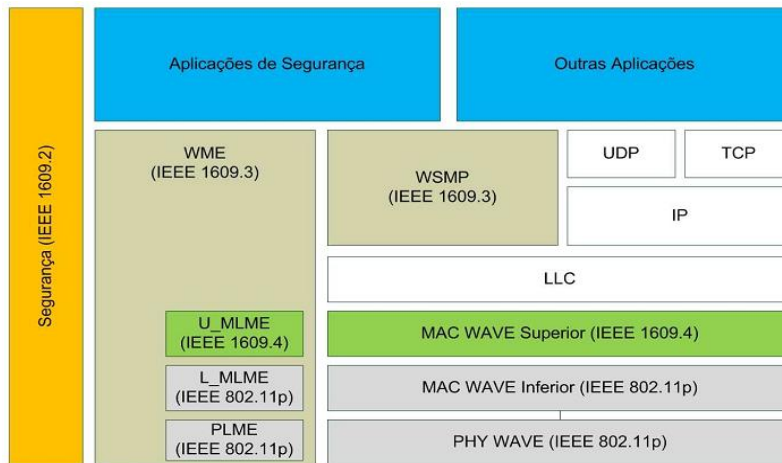 Segurança (IEEE 1609.2)
Aplicações de Segurança
Outras Aplicações
WME
(IEEE 1609.3)
WSMP
(IEEE 1609.3)
UDP
TCP
IP
LLC
U_MLME
(IEEE 1609.4)
MAC WAVE Superior (IEEE 1609.4)
L_MLME
(IEEE 802.11p)
MAC WAVE Inferior (IEEE 802.11p)
PLME
(IEEE 802.11p)
PHY WAVE (IEEE 802.11p)